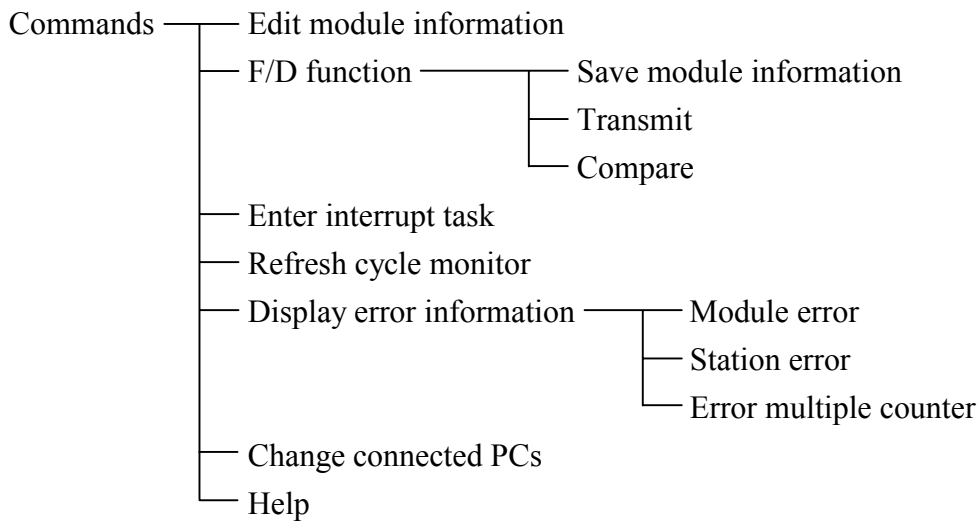 Commands
Edit module information
F/D function
Save module information
Transmit
Compare
Enter interrupt task
Refresh cycle monitor
Display error information
Module error
Station error
Error multiple counter
Change connected PCs
Help